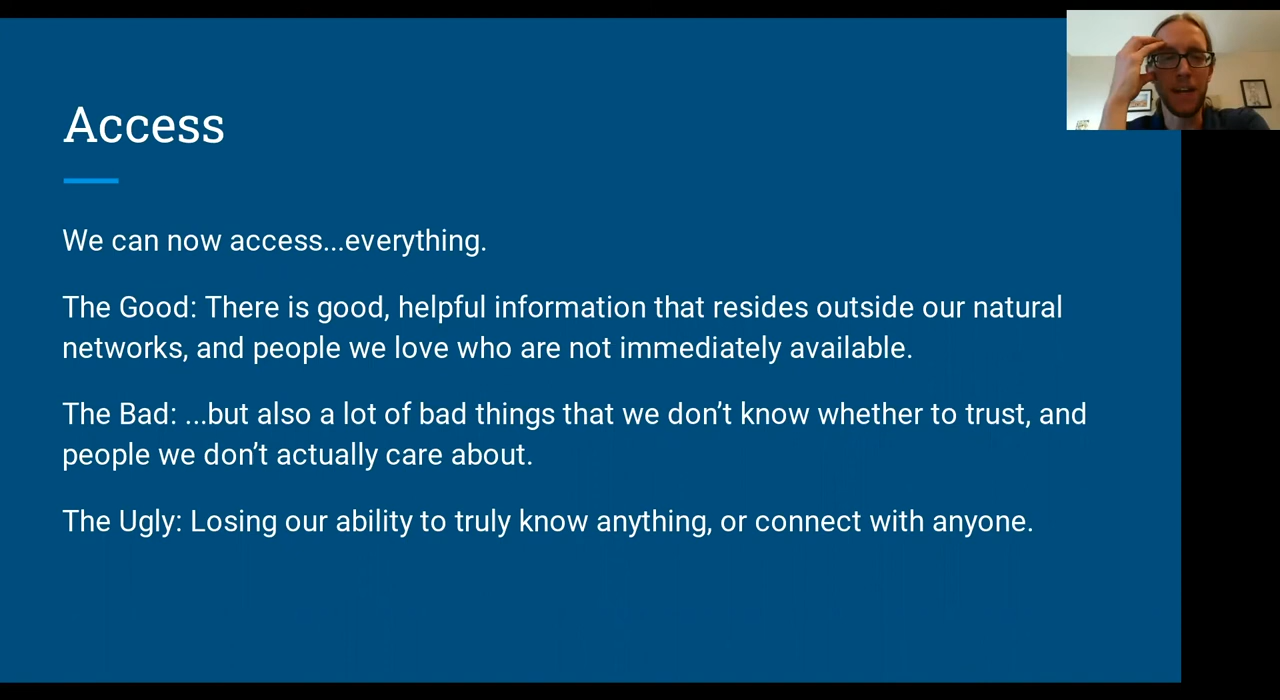 Access
We can now access...everything.
The Good: There is good, helpful information that resides outside our natural
networks, and people we love who are not immediately available.
The Bad: ...but also a lot of bad things that we don’t know whether to trust, and
people we don’t actually care about.
The Ugly: Losing our ability to truly know anything, or connect with anyone.